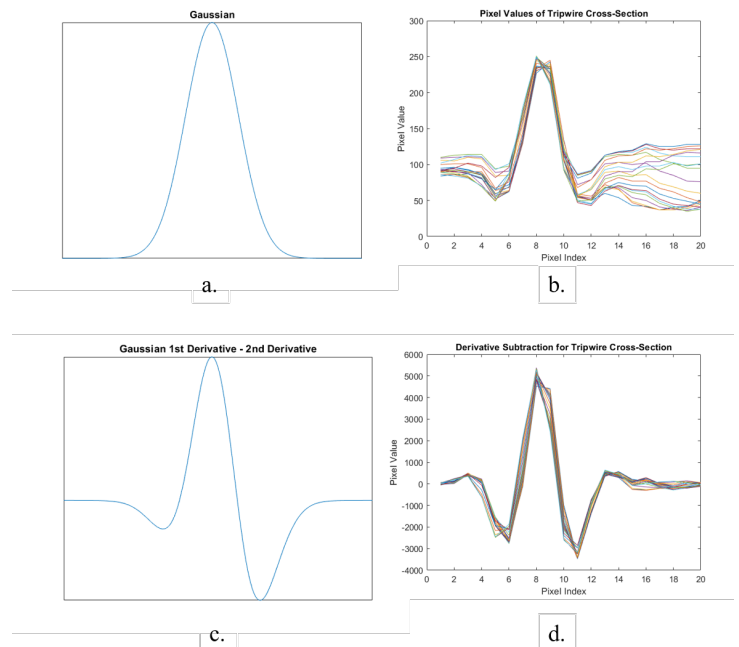 Gaussian
a.
Pixel Values of Tripwire Cross-Section
Pixel Value
300
250
200
150
100
50
0
0 2 4 6 8 10 12 14 16 18 20
Pixel Index
b.
Gaussian 1st Derivative - 2nd Derivative
c.
Derivative Subtraction for Tripwire Cross-Section
Pixel Value
6000
5000
4000
3000
2000
1000
0
-1000
-2000
-3000
-4000
0 2 4 6 8 10 12 14 16 18 20
Pixel Index
d.